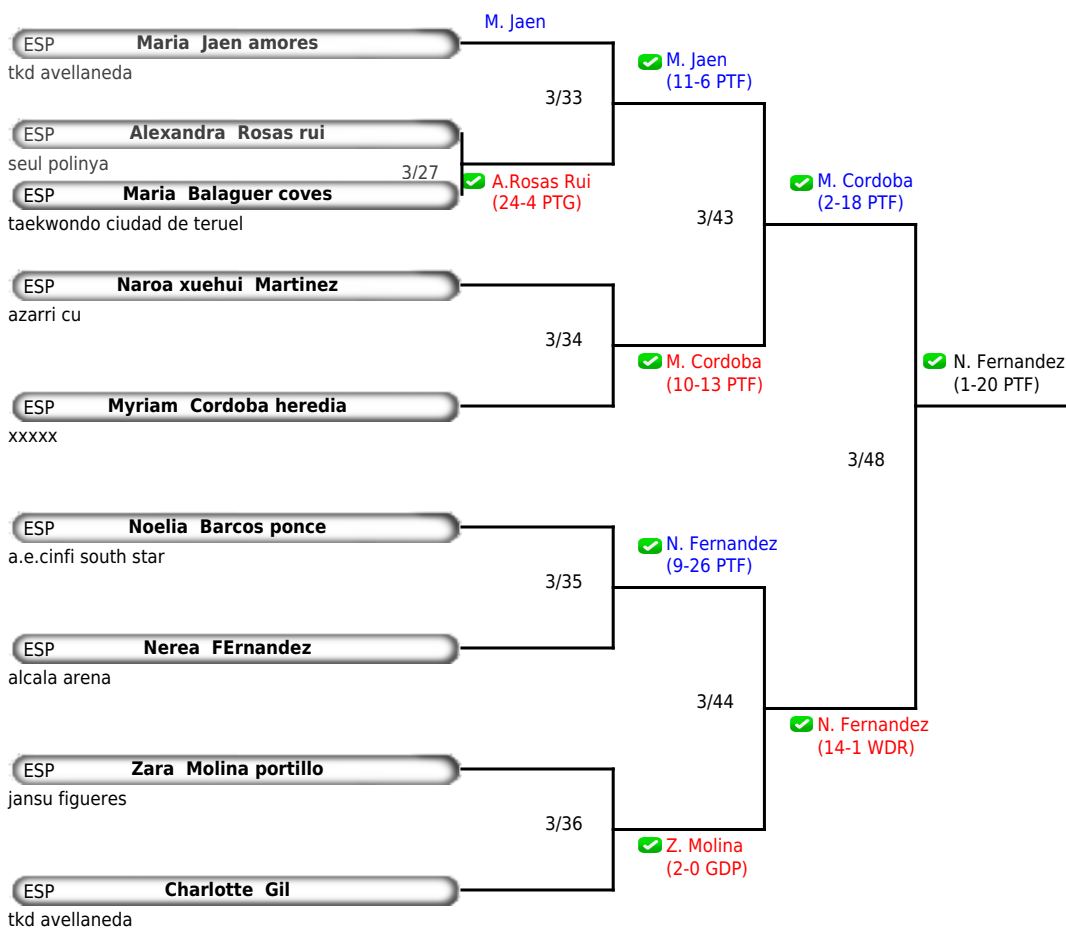 M. Jaen
ESP Maria Jaen amores
tkd avellaneda
M. Jaen
(11-6 PTF)
3/33
ESP Alexandra Rosas rui
seul polinya
3/27
A.Rosas Rui
(24-4 PTG)
ESP Maria Balaguer coves
taekwondo ciudad de teruel
M. Cordoba
(2-18 PTF)
3/43
ESP Naroa xuehui Martinez
azarri cu
3/34
M. Cordoba
(10-13 PTF)
N. Fernandez
(1-20 PTF)
ESP Myriam Cordoba heredia
xxxxx
3/48
ESP Noelia Barcos ponce
a.e.cinfi south star
N. Fernandez
(9-26 PTF)
3/35
ESP Nerea FErnandez
alcala arena
3/44
N. Fernandez
(14-1 WDR)
ESP Zara Molina portillo
jansu figueres
3/36
Z. Molina
(2-0 GDP)
ESP Charlotte Gil
tkd avellaneda